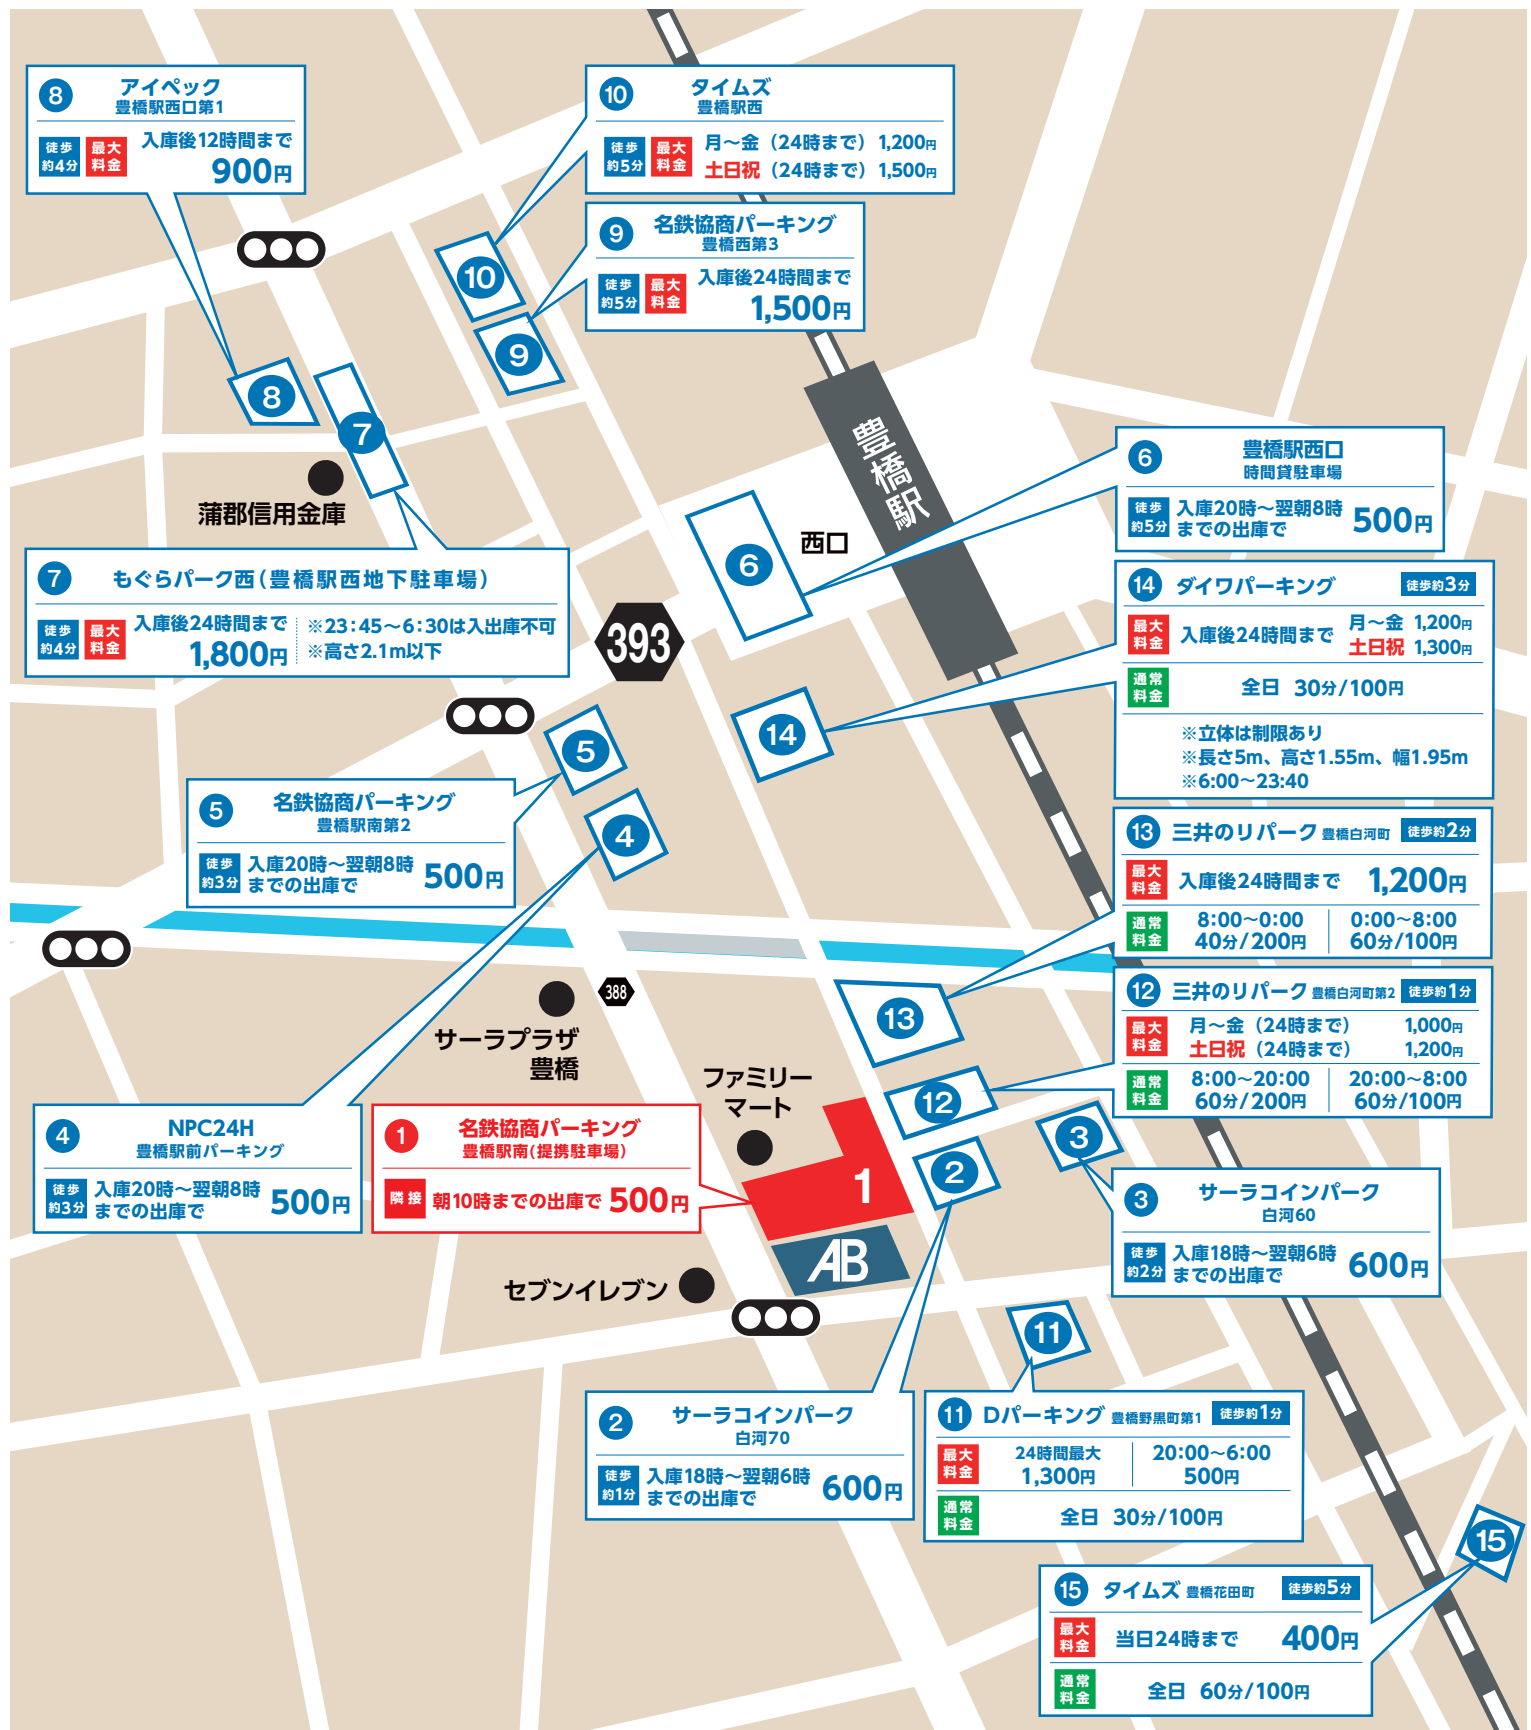 8
アイペック
豊橋駅西口第1
徒歩
約4分
最大
料金
入庫後12時間まで
900円
10
タイムズ
豊橋駅西
徒歩
約5分
最大
料金
月〜金（24時まで）1,200円
土日祝（24時まで）1,500円
9
名鉄協商パーキング
豊橋西第3
徒歩
約5分
最大
料金
入庫後24時間まで
1,500円
10
9
8
7
蒲郡信用金庫
豊橋駅
西口
6
6
豊橋駅西口
時間貸駐車場
徒歩
約5分
入庫20時〜翌朝8時
までの出庫で
500円
7
もぐらパーク西（豊橋駅西地下駐車場）
徒歩
約4分
最大
料金
入庫後24時間まで
1,800円
※23：45〜6：30は入出庫不可
※高さ2.1m以下
393
14
ダイワパーキング
徒歩約3分
最大
料金
入庫後24時間まで
月〜金 1,200円
土日祝 1,300円
通常
料金
全日 30分/100円
※立体は制限あり
※長さ5m、高さ1.55m、幅1.95m
※6:00〜23:40
14
5
4
5
名鉄協商パーキング
豊橋駅南第2
徒歩
約3分
入庫20時〜翌朝8時
までの出庫で
500円
13
三井のリパーク 豊橋白河町
徒歩約2分
最大
料金
入庫後24時間まで
1,200円
通常
料金
8:00〜0:00
40分/200円
0:00〜8:00
60分/100円
12
三井のリパーク 豊橋白河町第2
徒歩約1分
最大
料金
月〜金（24時まで） 1,000円
土日祝（24時まで） 1,200円
通常
料金
8:00〜20:00
60分/200円
20:00〜8:00
60分/100円
388
サーラプラザ
豊橋
13
ファミリー
マート
12
3
2
1
AB
4
NPC24H
豊橋駅前パーキング
徒歩
約3分
入庫20時〜翌朝8時
までの出庫で
500円
1
名鉄協商パーキング
豊橋駅南(提携駐車場)
隣接
朝10時までの出庫で 500円
3
サーラコインパーク
白河60
徒歩
約2分
入庫18時〜翌朝6時
までの出庫で
600円
セブンイレブン
11
2
サーラコインパーク
白河70
徒歩
約1分
入庫18時〜翌朝6時
までの出庫で
600円
11
Dパーキング 豊橋野黒町第1
徒歩約1分
最大
料金
24時間最大
1,300円
20:00〜6:00
500円
通常
料金
全日 30分/100円
15
15
タイムズ 豊橋花田町
徒歩約5分
最大
料金
当日24時まで
400円
通常
料金
全日 60分/100円